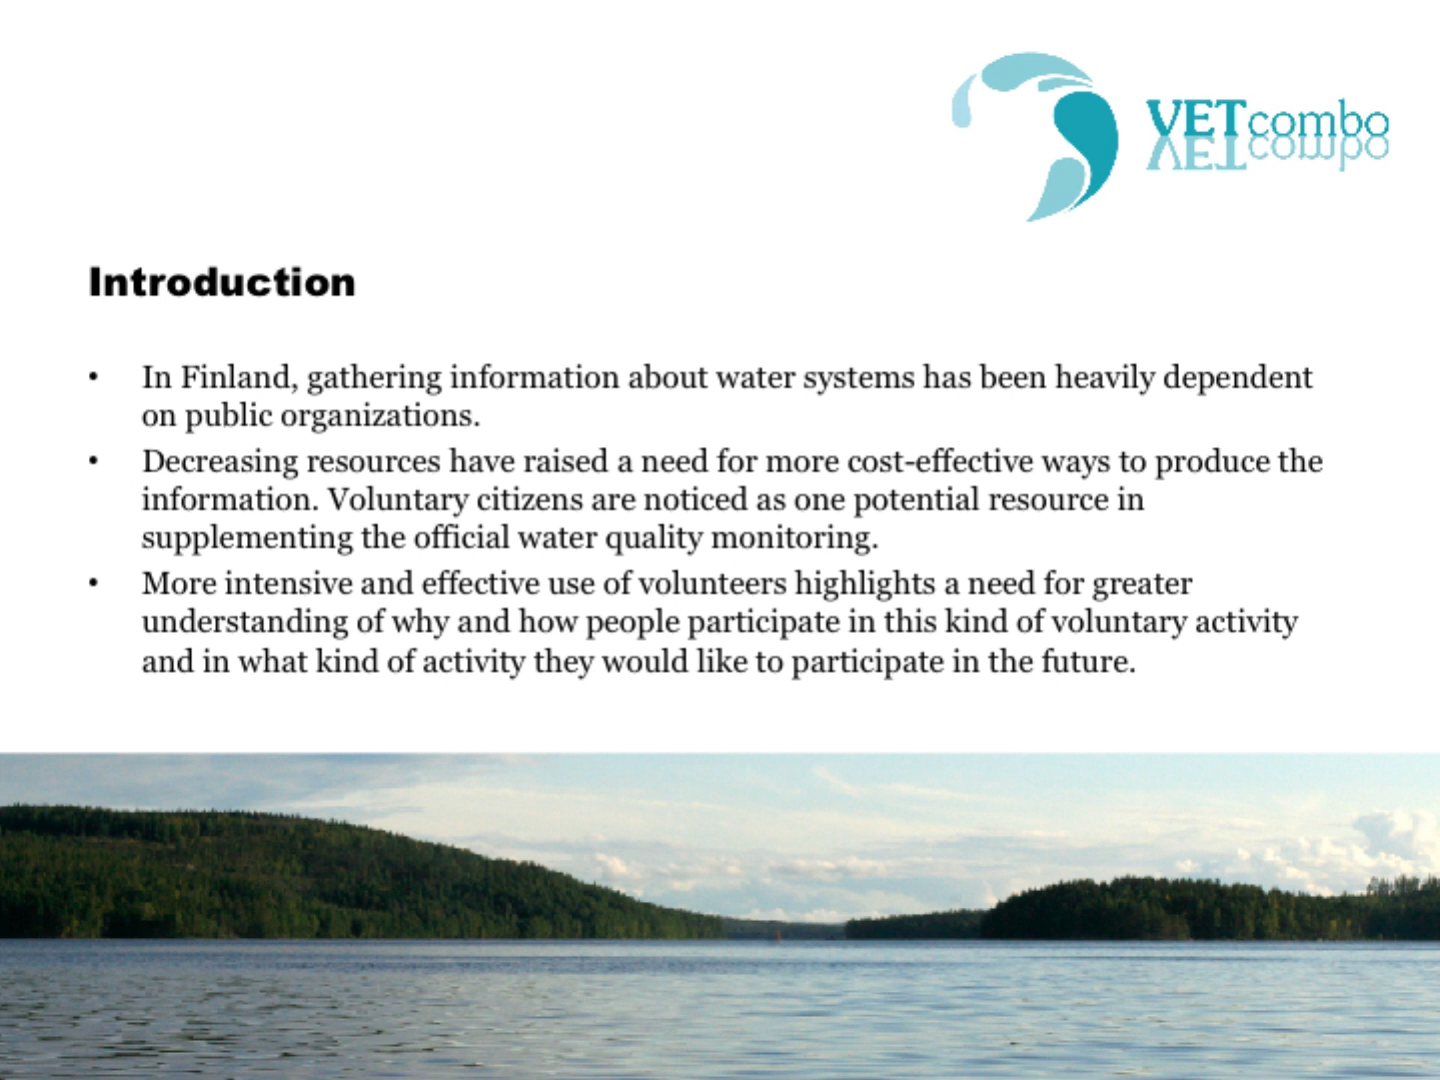 VETcombo
Introduction
• In Finland, gathering information about water systems has been heavily dependent
on public organizations.
• Decreasing resources have raised a need for more cost-effective ways to produce the
information. Voluntary citizens are noticed as one potential resource in
supplementing the official water quality monitoring.
• More intensive and effective use of volunteers highlights a need for greater
understanding of why and how people participate in this kind of voluntary activity
and in what kind of activity they would like to participate in the future.